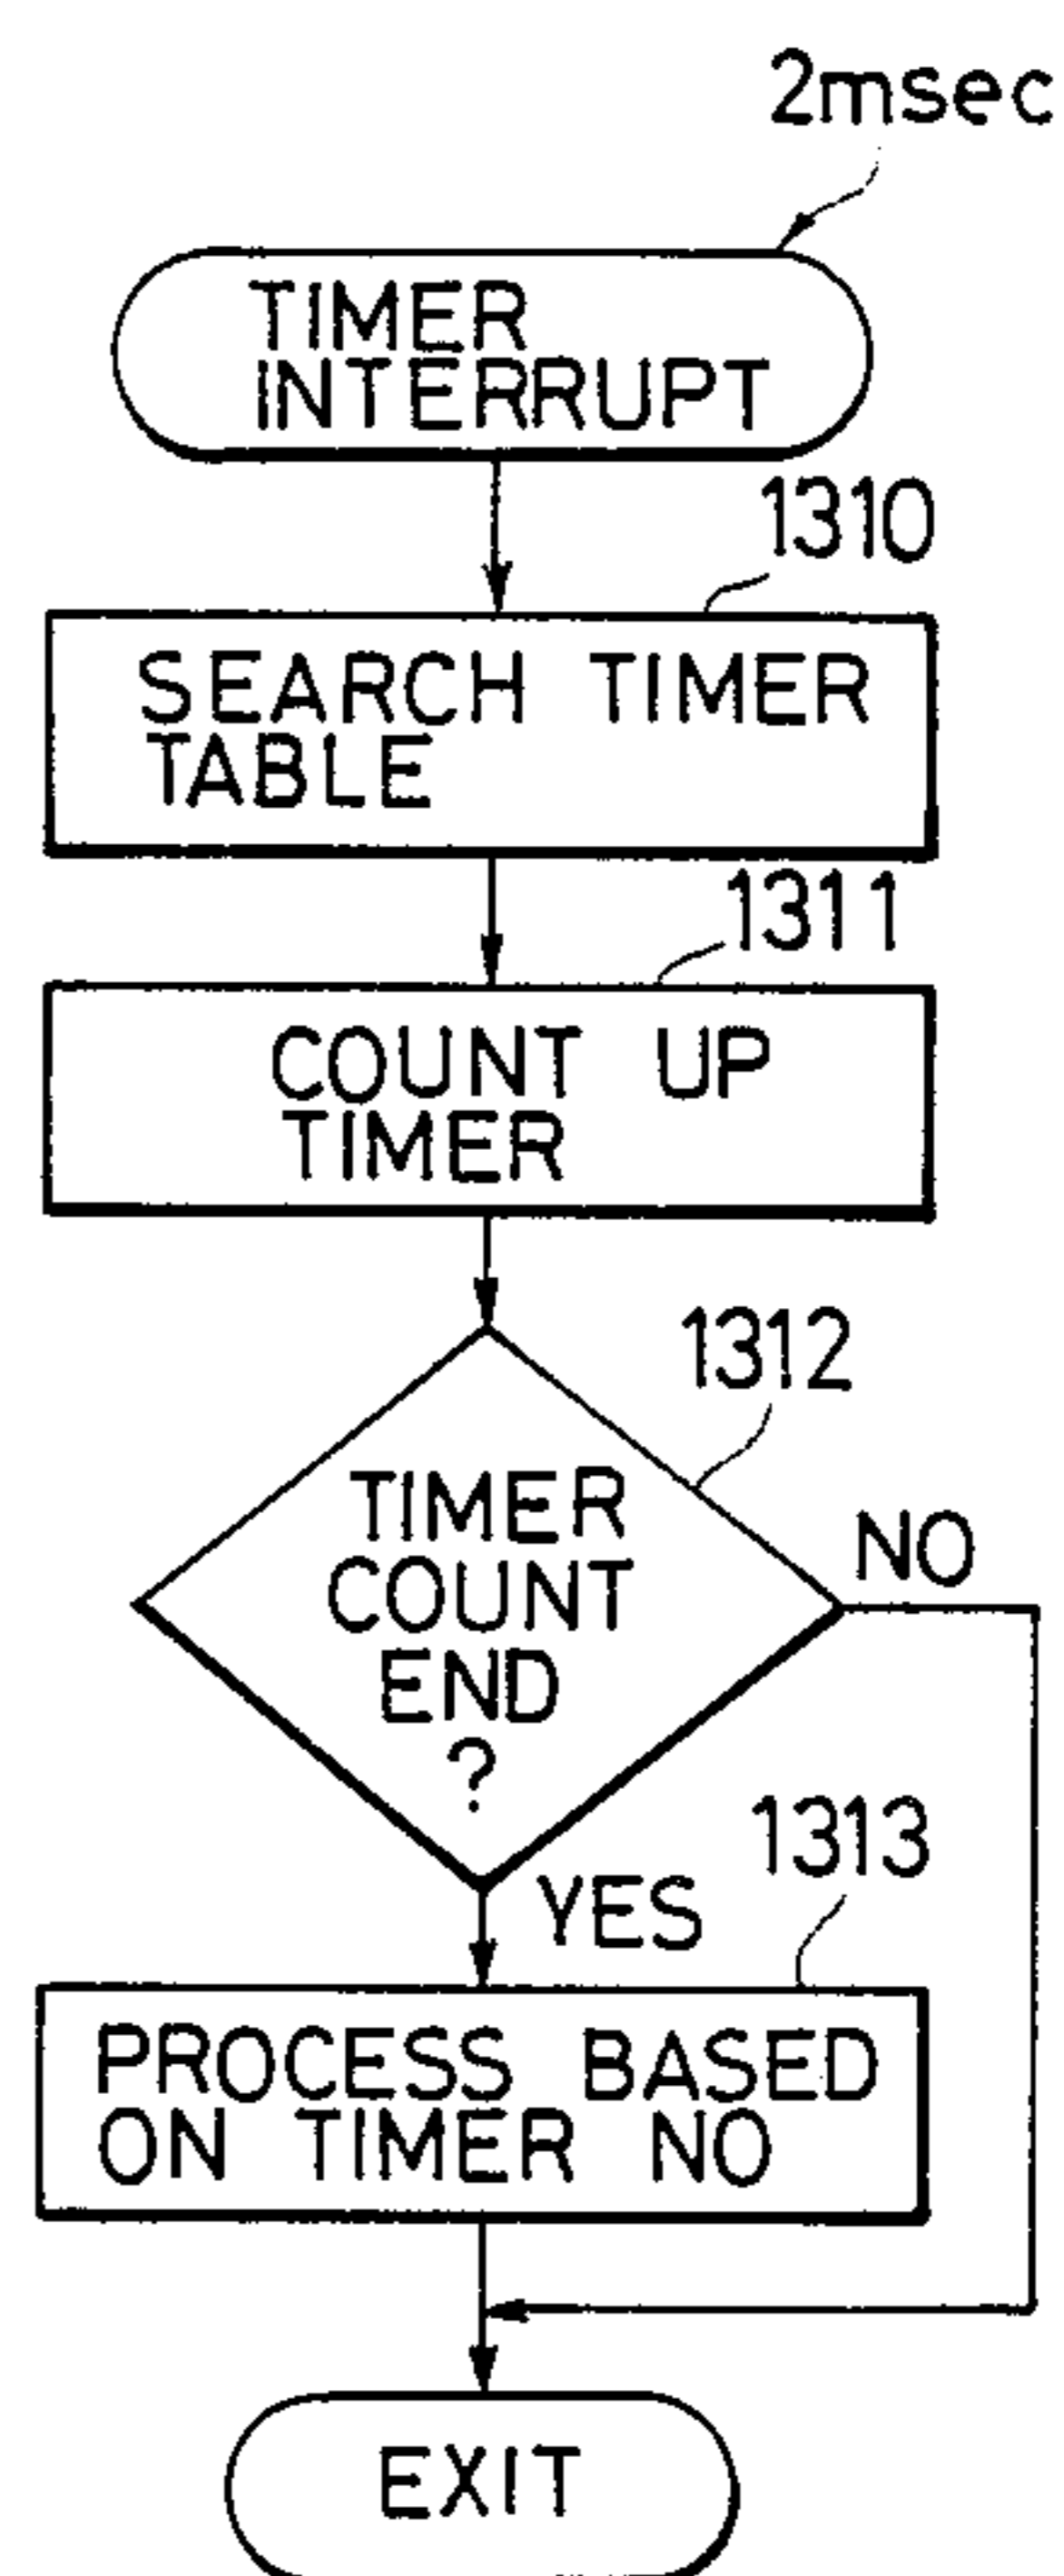 2msec
TIMER
INTERRUPT
1310
SEARCH TIMER
TABLE
1311
COUNT UP
TIMER
1312
TIMER
COUNT
END
?
NO
YES
1313
PROCESS BASED
ON TIMER NO
EXIT